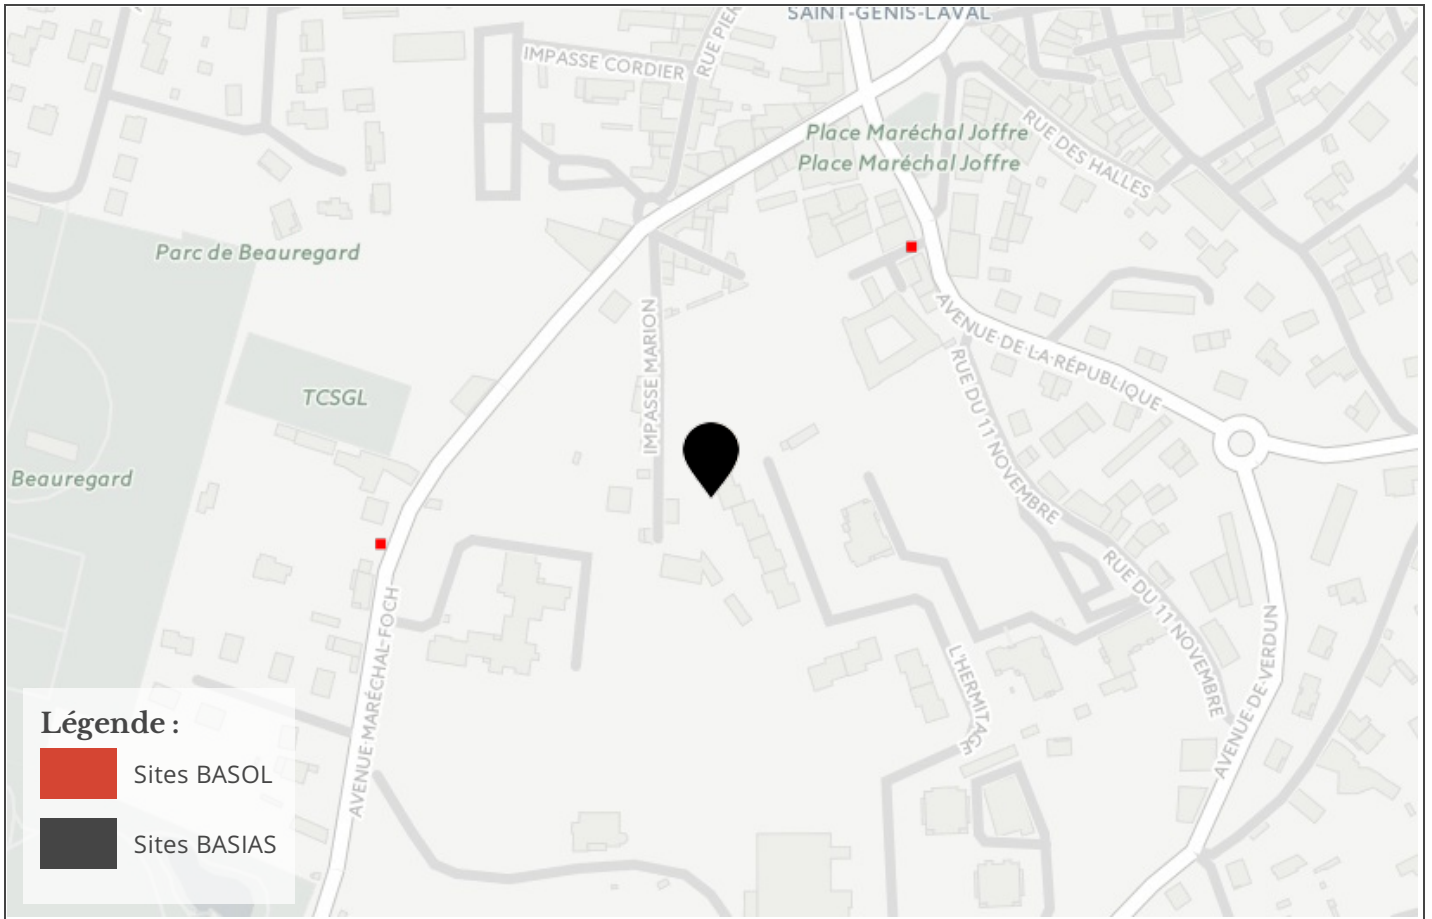 SAINT-GENIS-LAVAL
IMPASSE CORDIER
RUE PIER
Place Maréchal Joffre
Place Maréchal Joffre
RUE DES HALLES
Parc de Beauregard
IMPASSE MARION
AVENUE DE LA RÉPUBLIQUE
TCSGL
RUE DU 11 NOVEMBRE
Beauregard
RUE DU 11 NOVEMBRE
AVENUE MARÉCHAL FOCH
L'HERMITAGE
AVENUE DE VERDUN
Légende :
Sites BASOL
Sites BASIAS